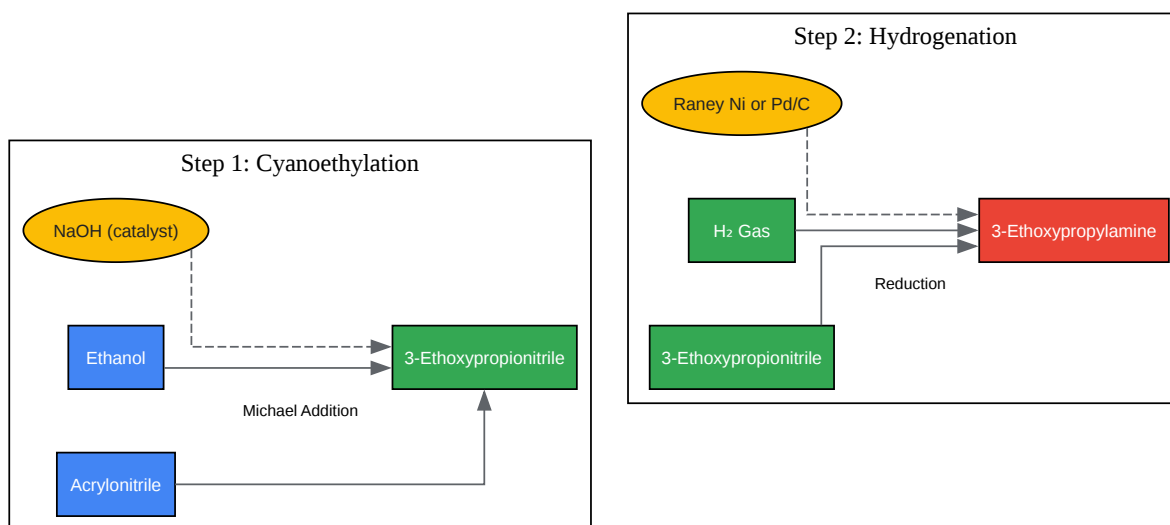 Step 1: Cyanoethylation
NaOH (catalyst)
Ethanol
3-Ethoxypropionitrile
Michael Addition
Acrylonitrile
Step 2: Hydrogenation
Raney Ni or Pd/C
H₂ Gas
3-Ethoxypropylamine
Reduction
3-Ethoxypropionitrile